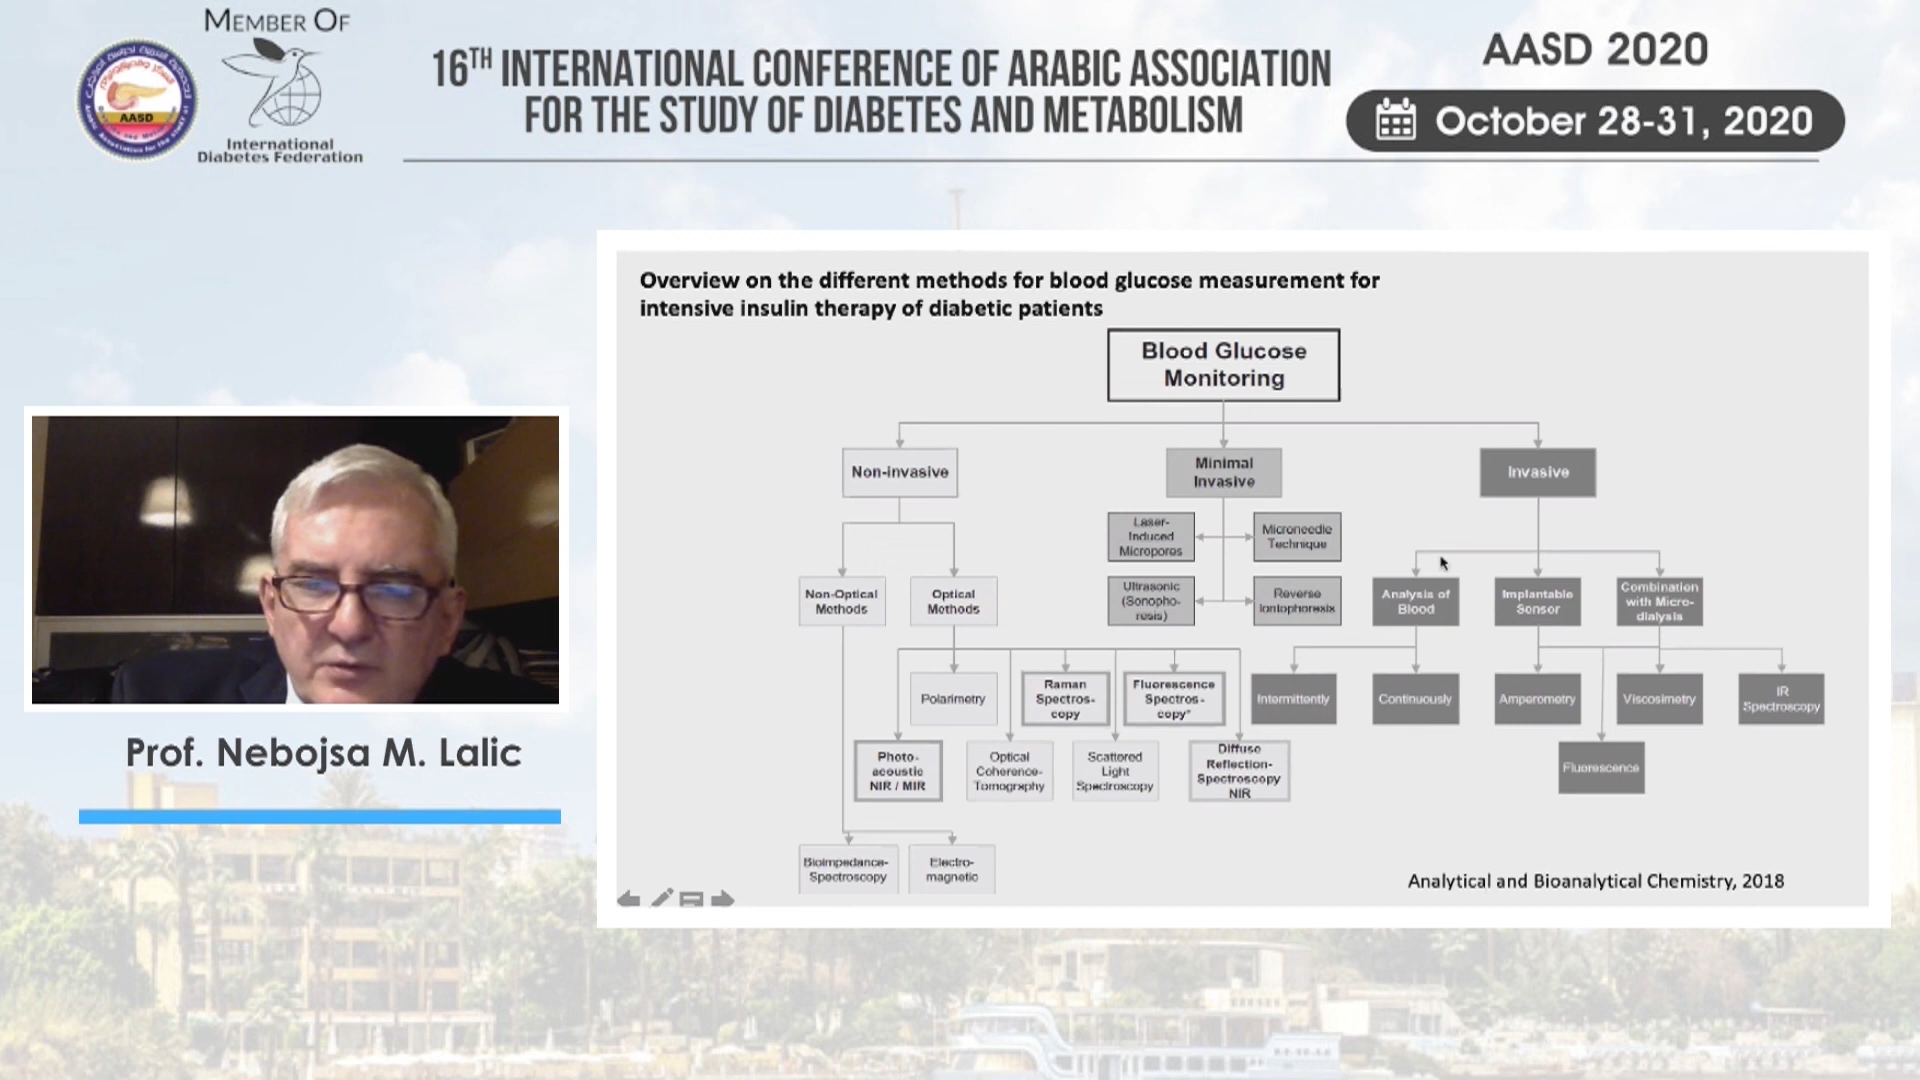 MEMBER OF
AASD
International
Diabetes Federation
16TH INTERNATIONAL CONFERENCE OF ARABIC ASSOCIATION
FOR THE STUDY OF DIABETES AND METABOLISM
AASD 2020
October 28-31, 2020
Prof. Nebojsa M. Lalic
Overview on the different methods for blood glucose measurement for
intensive insulin therapy of diabetic patients
Blood Glucose
Monitoring
Non-invasive
Minimal
Invasive
Invasive
Laser-
Induced
Micropores
Microneedle
Technique
Ultrasonic
(Sonopho-
resis)
Reverse
Iontophoresis
Non-Optical
Methods
Optical
Methods
Analysis of
Blood
Implantable
Sensor
Combination
with Micro-
dialysis
Polarimetry
Raman
Spectros-
copy
Fluorescence
Spectros-
copy*
Intermittently
Continuously
Amperometry
Viscosimetry
IR
Spectroscopy
Photo-
acoustic
NIR / MIR
Optical
Coherence-
Tomography
Scattered
Light
Spectroscopy
Diffuse
Reflection-
Spectroscopy
NIR
Fluorescence
Bioimpedance-
Spectroscopy
Electro-
magnetic
Analytical and Bioanalytical Chemistry, 2018